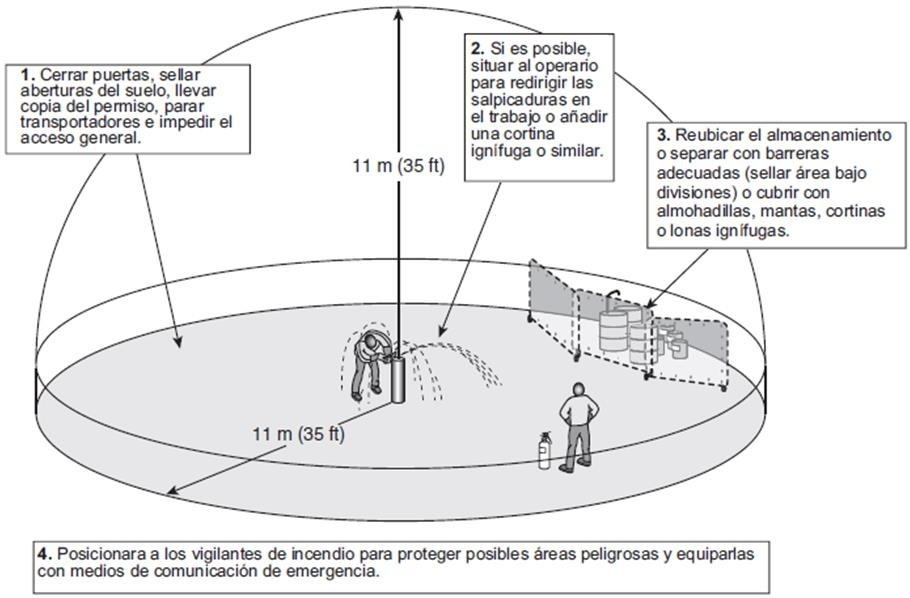 1. Cerrar puertas, sellar
aberturas del suelo, llevar
copia del permiso, parar
transportadores e impedir el
acceso general.
2. Si es posible,
situar al operario
para redirigir las
salpicaduras en
el trabajo o añadir
una cortina
ignífuga o similar.
3. Reubicar el almacenamiento
o separar con barreras
adecuadas (sellar área bajo
divisiones) o cubrir con
almohadillas, mantas, cortinas
o lonas ignífugas.
11 m (35 ft)
11 m (35 ft)
4. Posicionara a los vigilantes de incendio para proteger posibles áreas peligrosas y equiparlas
con medios de comunicación de emergencia.